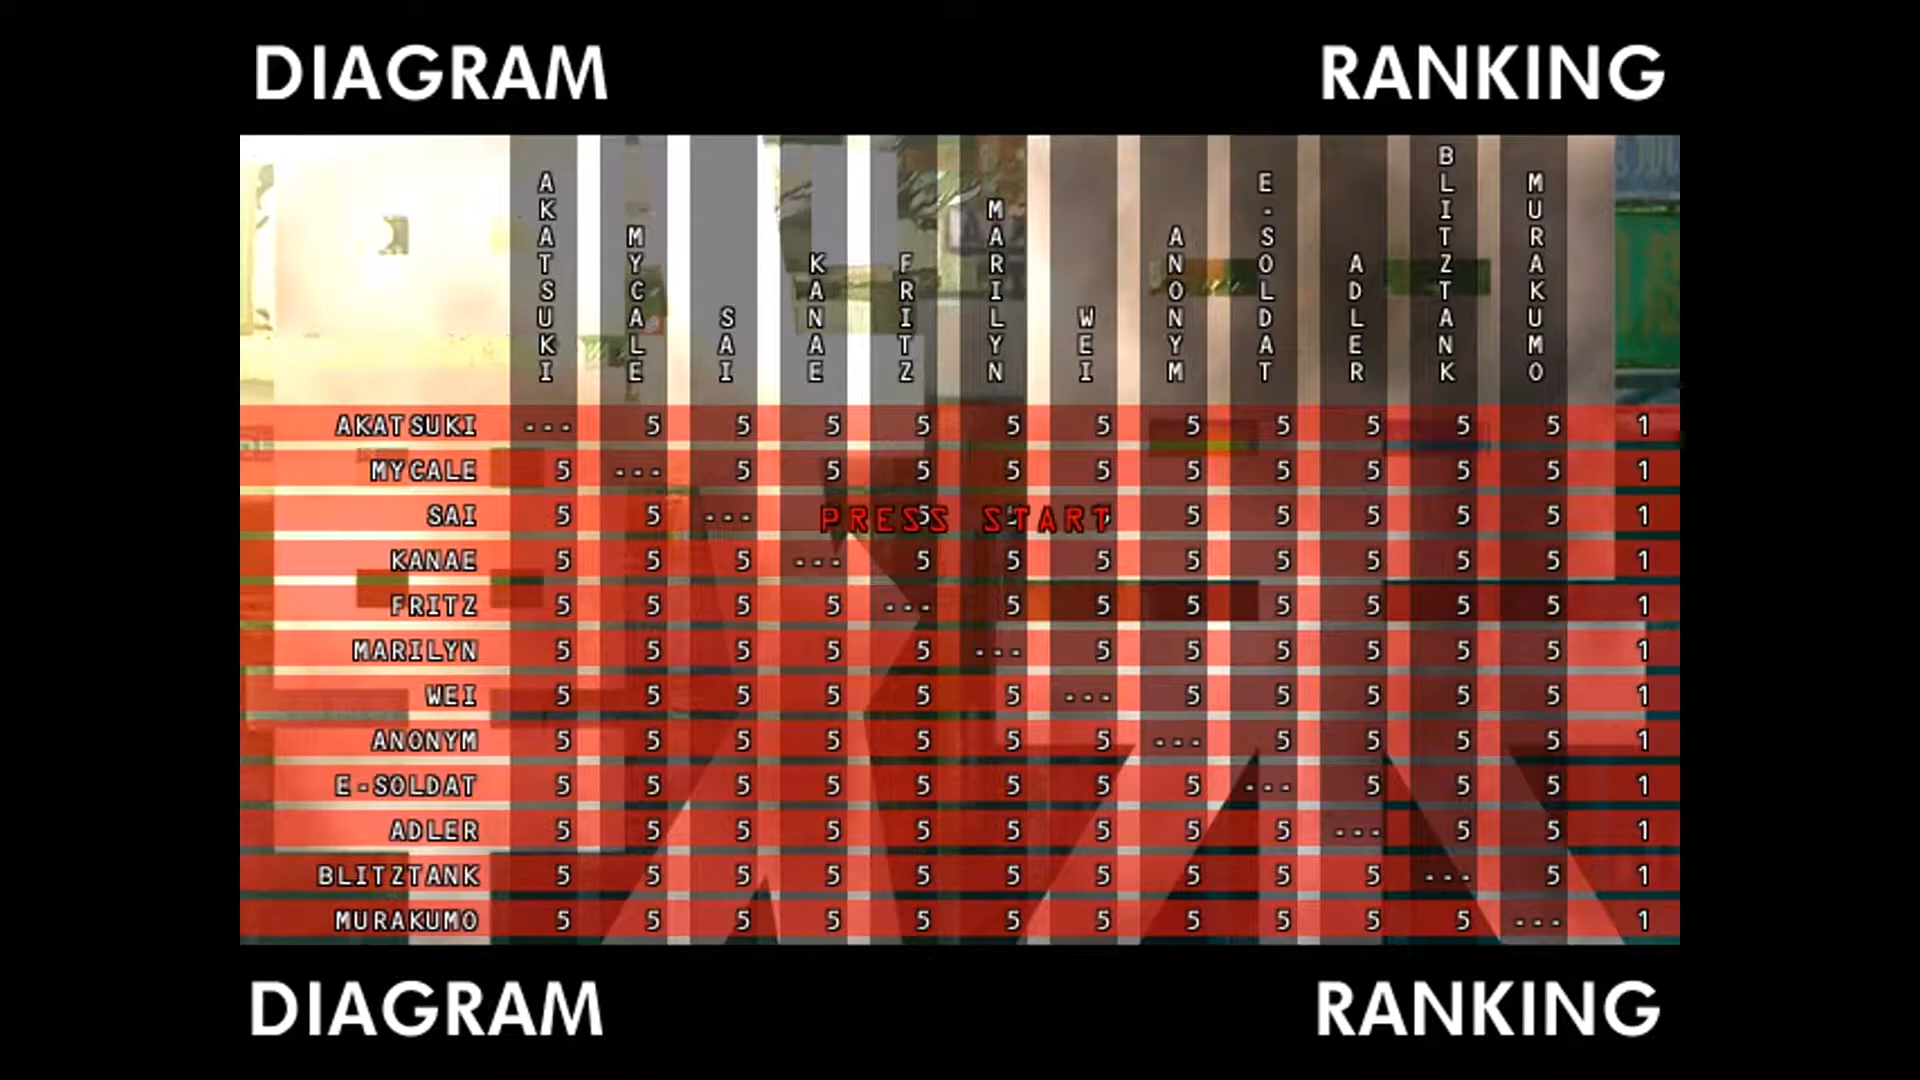 DIAGRAM RANKING
AKATSUKI MYCALE SAI KANAE FRITZ MARILYN WEI ANONYM E-SOLDAT ADLER BLITZTANK MURAKUMO
AKATSUKI --- 5 5 5 5 5 5 5 5 5 5 5 1
MYCALE 5 --- 5 5 5 5 5 5 5 5 5 5 1
SAI 5 5 --- PRESS START 5 5 5 5 5 1
KANAE 5 5 5 --- 5 5 5 5 5 5 5 5 1
FRITZ 5 5 5 5 --- 5 5 5 5 5 5 5 1
MARILYN 5 5 5 5 5 --- 5 5 5 5 5 5 1
WEI 5 5 5 5 5 5 --- 5 5 5 5 5 1
ANONYM 5 5 5 5 5 5 5 --- 5 5 5 5 1
E-SOLDAT 5 5 5 5 5 5 5 5 --- 5 5 5 1
ADLER 5 5 5 5 5 5 5 5 5 --- 5 5 1
BLITZTANK 5 5 5 5 5 5 5 5 5 5 --- 5 1
MURAKUMO 5 5 5 5 5 5 5 5 5 5 5 --- 1
DIAGRAM RANKING